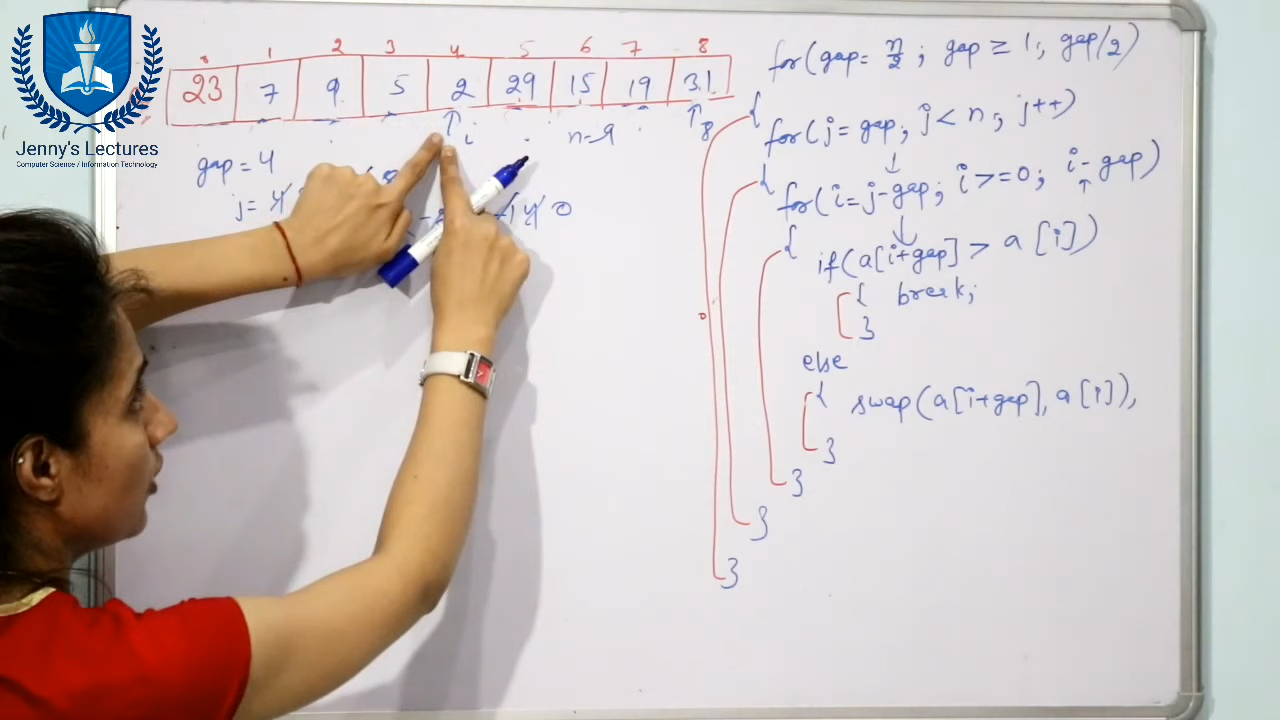 Jenny's Lectures
Computer Science / Information Technology
0 1 2 3 4 5 6 7 8
23 7 9 5 2 29 15 19 31
i n-9 8
gap = 4
j =
0
for(gap = n/2 ; gap ≥ 1 ; gap/2)
{
for(j = gap; j < n; j++)
{
for(i = j-gap; i >= 0; i-gap)
{
if(a[i+gap] > a[i])
{ break;
}
else
{ swap(a[i+gap], a[i]),
}
}
}
}